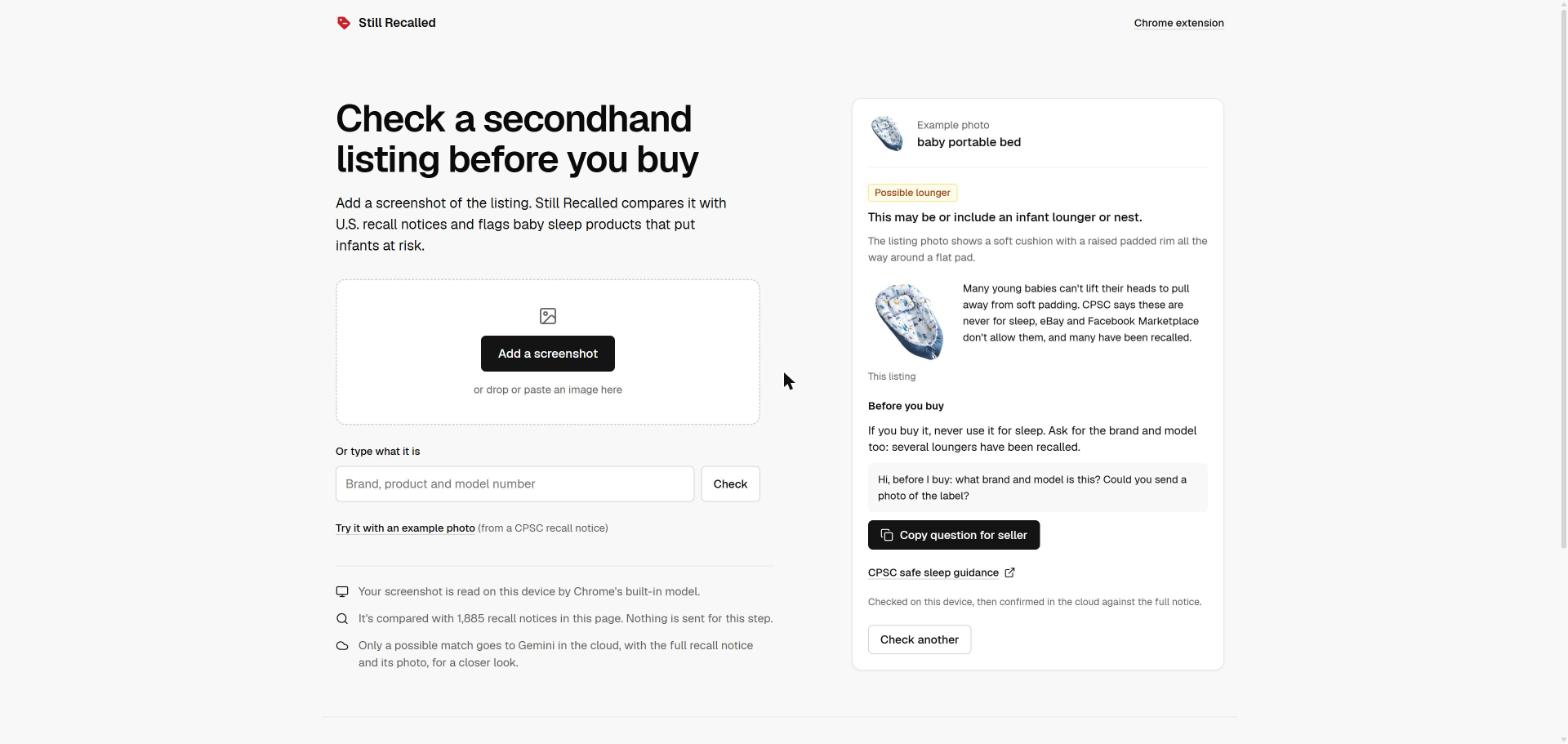 Still Recalled
Chrome extension
Check a secondhand
listing before you buy
Add a screenshot of the listing. Still Recalled compares it with
U.S. recall notices and flags baby sleep products that put
infants at risk.
Add a screenshot
or drop or paste an image here
Or type what it is
Brand, product and model number
Check
Try it with an example photo (from a CPSC recall notice)
Your screenshot is read on this device by Chrome's built-in model.
It's compared with 1,885 recall notices in this page. Nothing is sent for this step.
Only a possible match goes to Gemini in the cloud, with the full recall notice
and its photo, for a closer look.
Example photo
baby portable bed
Possible lounger
This may be or include an infant lounger or nest.
The listing photo shows a soft cushion with a raised padded rim all the
way around a flat pad.
Many young babies can't lift their heads to pull
away from soft padding. CPSC says these are
never for sleep, eBay and Facebook Marketplace
don't allow them, and many have been recalled.
This listing
Before you buy
If you buy it, never use it for sleep. Ask for the brand and model
too: several loungers have been recalled.
Hi, before I buy: what brand and model is this? Could you send a
photo of the label?
Copy question for seller
CPSC safe sleep guidance
Checked on this device, then confirmed in the cloud against the full notice.
Check another